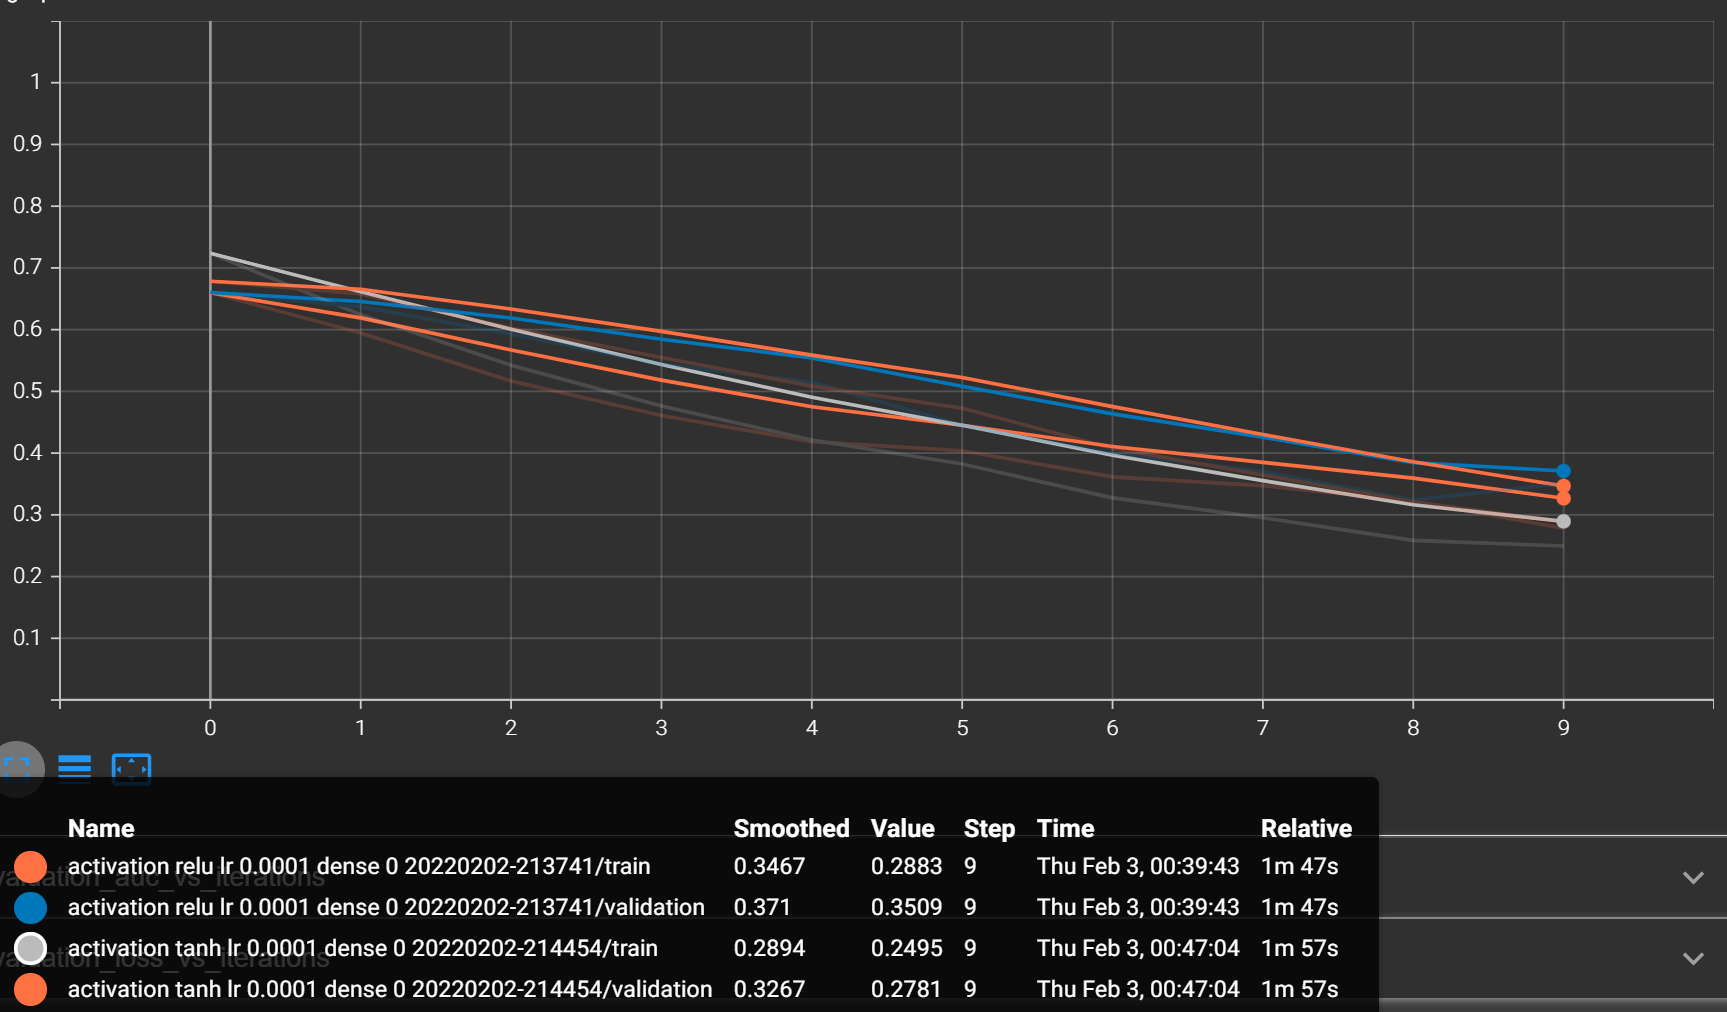 1
0.9
0.8
0.7
0.6
0.5
0.4
0.3
0.2
0.1
0 1 2 3 4 5 6 7 8 9
Name Smoothed Value Step Time Relative
activation relu lr 0.0001 dense 0 20220202-213741/train 0.3467 0.2883 9 Thu Feb 3, 00:39:43 1m 47s
activation relu lr 0.0001 dense 0 20220202-213741/validation 0.371 0.3509 9 Thu Feb 3, 00:39:43 1m 47s
activation tanh lr 0.0001 dense 0 20220202-214454/train 0.2894 0.2495 9 Thu Feb 3, 00:47:04 1m 57s
activation tanh lr 0.0001 dense 0 20220202-214454/validation 0.3267 0.2781 9 Thu Feb 3, 00:47:04 1m 57s